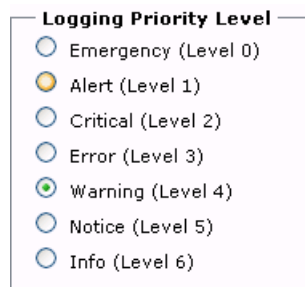 Logging Priority Level
Emergency (Level 0)
Alert (Level 1)
Critical (Level 2)
Error (Level 3)
Warning (Level 4)
Notice (Level 5)
Info (Level 6)